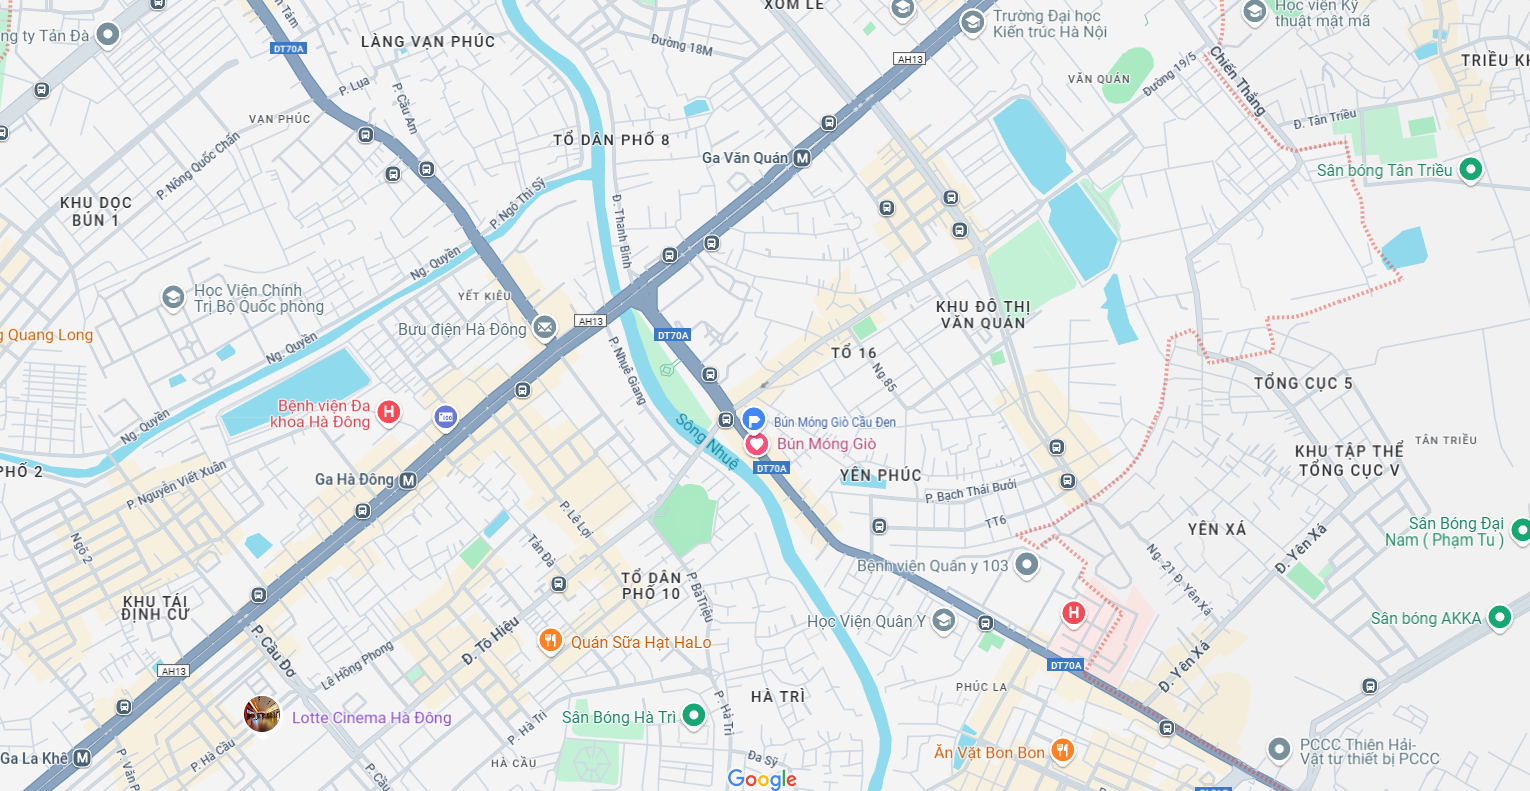 XÓM LẺ
Trường Đại học
Kiến trúc Hà Nội
Học viện Kỹ
thuật mật mã
ng ty Tản Đà
DT70A
LÀNG VẠN PHÚC
Đường 18M
AH13
VĂN QUÁN
Đường 19/5
Chiến Thắng
TRIỀU KH
P. Lụa
P. Cầu Am
VẠN PHÚC
P. Nông Quốc Chấn
TỔ DÂN PHỐ 8
Ga Văn Quán
Đ. Tân Triều
Sân bóng Tân Triều
KHU DỌC
BÚN 1
P. Ngô Thì Sỹ
Đ. Thanh Bình
Ng. Quyền
Học Viện Chính
Trị Bộ Quốc phòng
YẾT KIÊU
Bưu điện Hà Đông
AH13
DT70A
KHU ĐÔ THỊ
VĂN QUÁN
g Quang Long
Ng. Quyền
P. Nhuệ Giang
TỔ 16
Ng. 85
TỔNG CỤC 5
Bệnh viện Đa
khoa Hà Đông
Ng. Quyền
Sông Nhuệ
Bún Móng Giò Cầu Đen
Bún Móng Giò
DT70A
KHU TẬP THỂ
TỔNG CỤC V
TÂN TRIỀU
PHỐ 2
P. Nguyễn Viết Xuân
Ga Hà Đông
YÊN PHÚC
P. Bạch Thái Bưởi
TT6
P. Lê Lợi
Ngõ 2
Tản Đà
YÊN XÁ
Đ. Yên Xá
Sân Bóng Đại
Nam ( Phạm Tu )
Bệnh viện Quân y 103
Ng. 21 Đ. Yên Xá
TỔ DÂN
PHỐ 10
P. Bà Triệu
KHU TÁI
ĐỊNH CƯ
Học Viện Quân Y
Sân bóng AKKA
P. Cầu Đơ
Đ. Tô Hiệu
Quán Sữa Hạt HaLo
Lê Hồng Phong
AH13
DT70A
Đ. Yên Xá
PHÚC LA
HÀ TRÌ
Lotte Cinema Hà Đông
Sân Bóng Hà Trì
P. Hà Trì
P. Hà Trì
Ga La Khê
P. Văn
P. Hà Cầu
P. Cầu
HÀ CẦU
Đa Sỹ
Ăn Vặt Bon Bon
PCCC Thiên Hải-
Vật tư thiết bị PCCC
Google